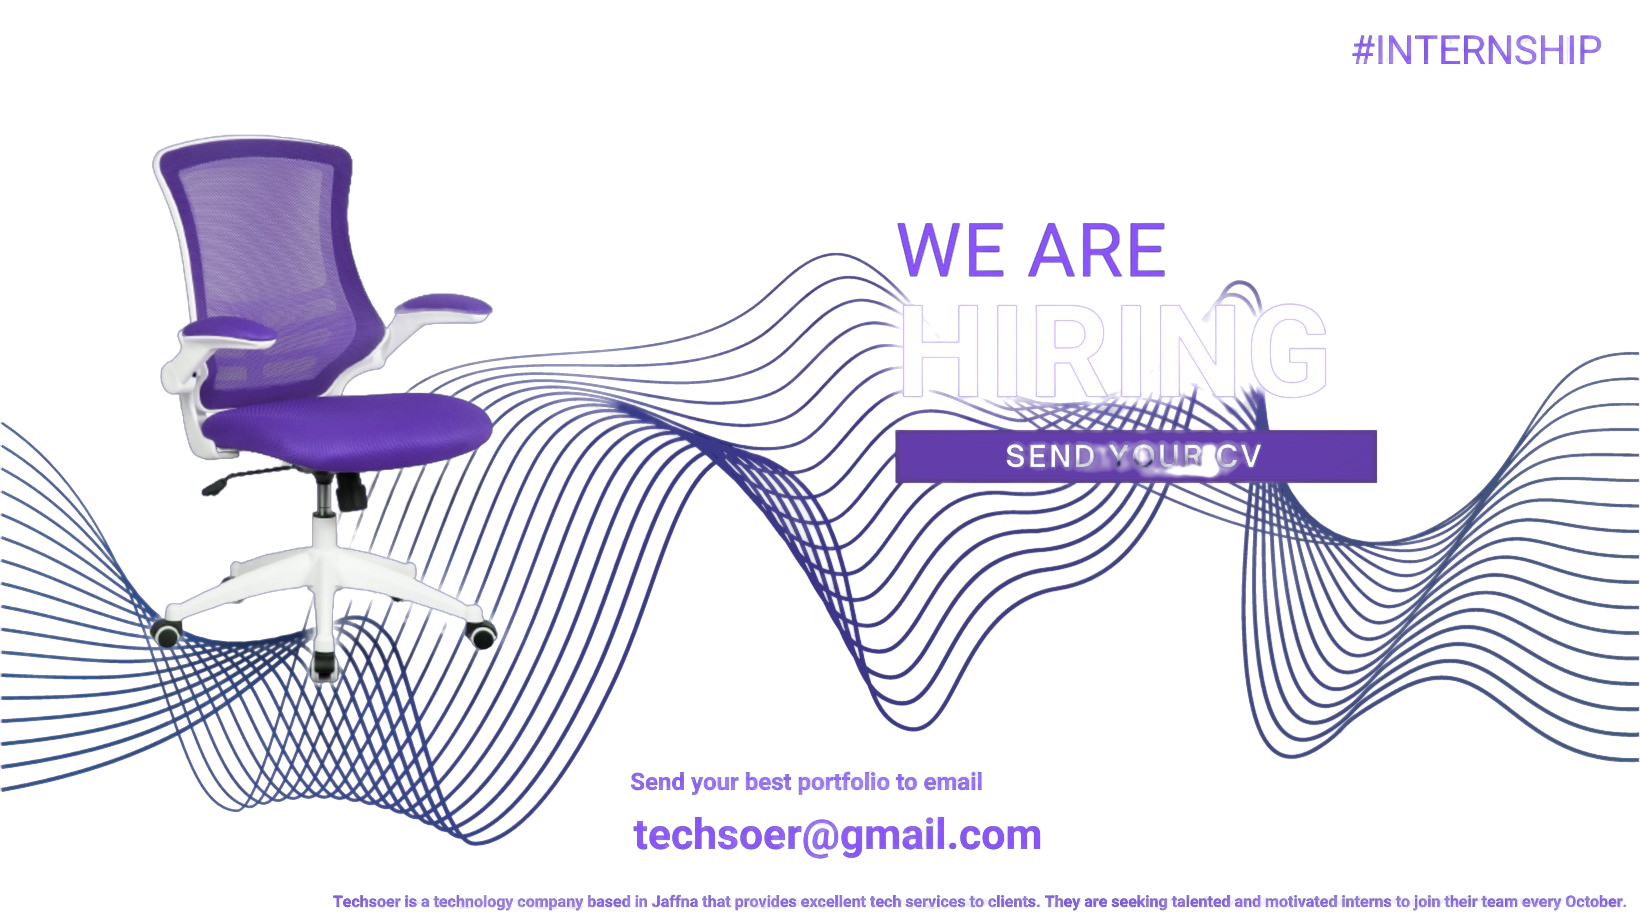 #INTERNSHIP
WE ARE
HIRING
SEND YOUR CV
Send your best portfolio to email
techsoer@gmail.com
Techsoer is a technology company based in Jaffna that provides excellent tech services to clients. They are seeking talented and motivated interns to join their team every October.